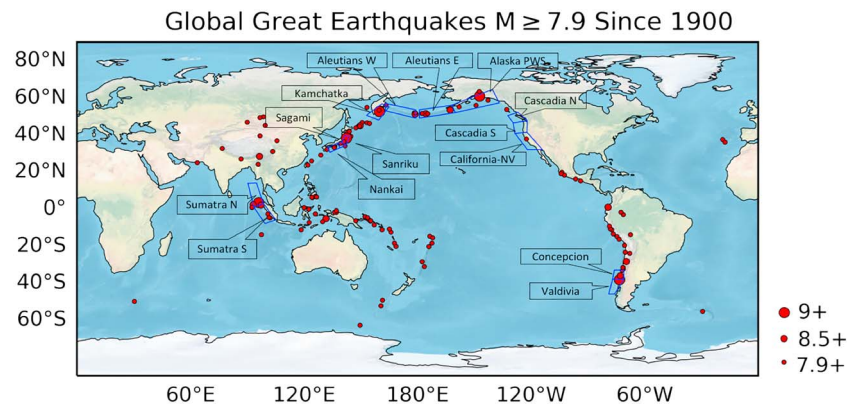 Global Great Earthquakes M ≥ 7.9 Since 1900
80°N
60°N
40°N
20°N
0°
20°S
40°S
60°S
Aleutians W
Aleutians E
Alaska PWS
Kamchatka
Cascadia N
Sagami
Cascadia S
Sanriku
California-NV
Nankai
Sumatra N
Sumatra S
Concepcion
Valdivia
9+
8.5+
7.9+
60°E
120°E
180°E
120°W
60°W